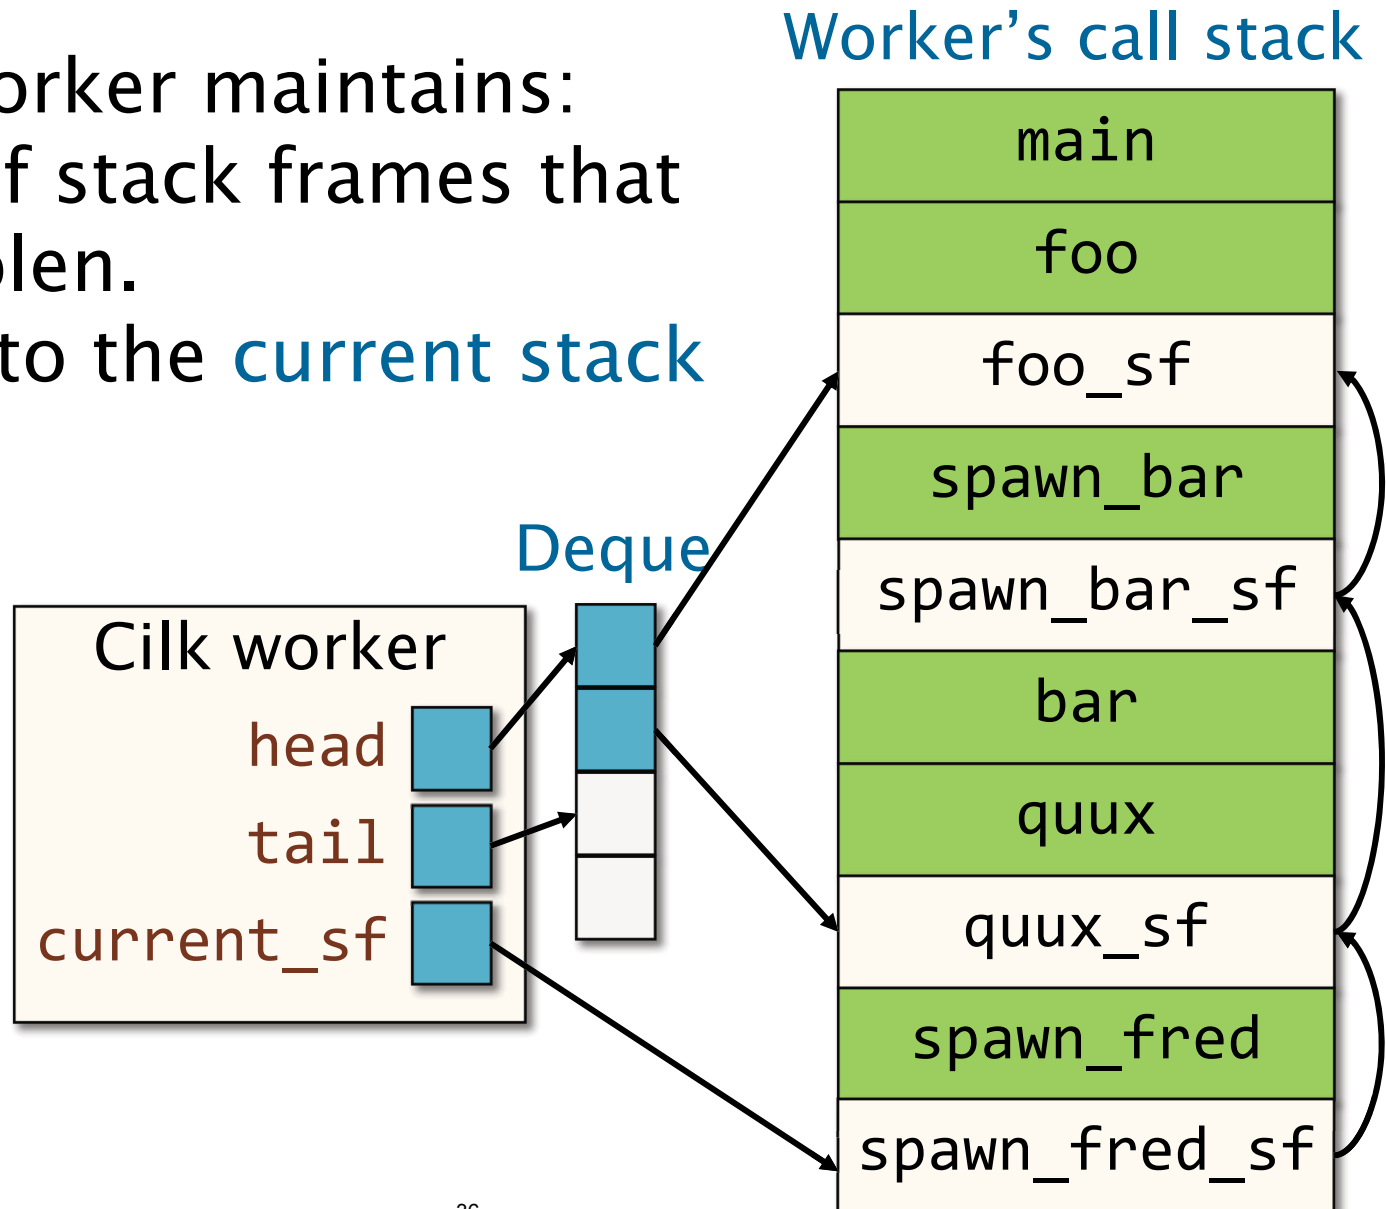 Worker’s call stack
orker maintains:
f stack frames that
olen.
to the current stack
Deque
Cilk worker
head
tail
current_sf
main
foo
foo_sf
spawn_bar
spawn_bar_sf
bar
quux
quux_sf
spawn_fred
spawn_fred_sf